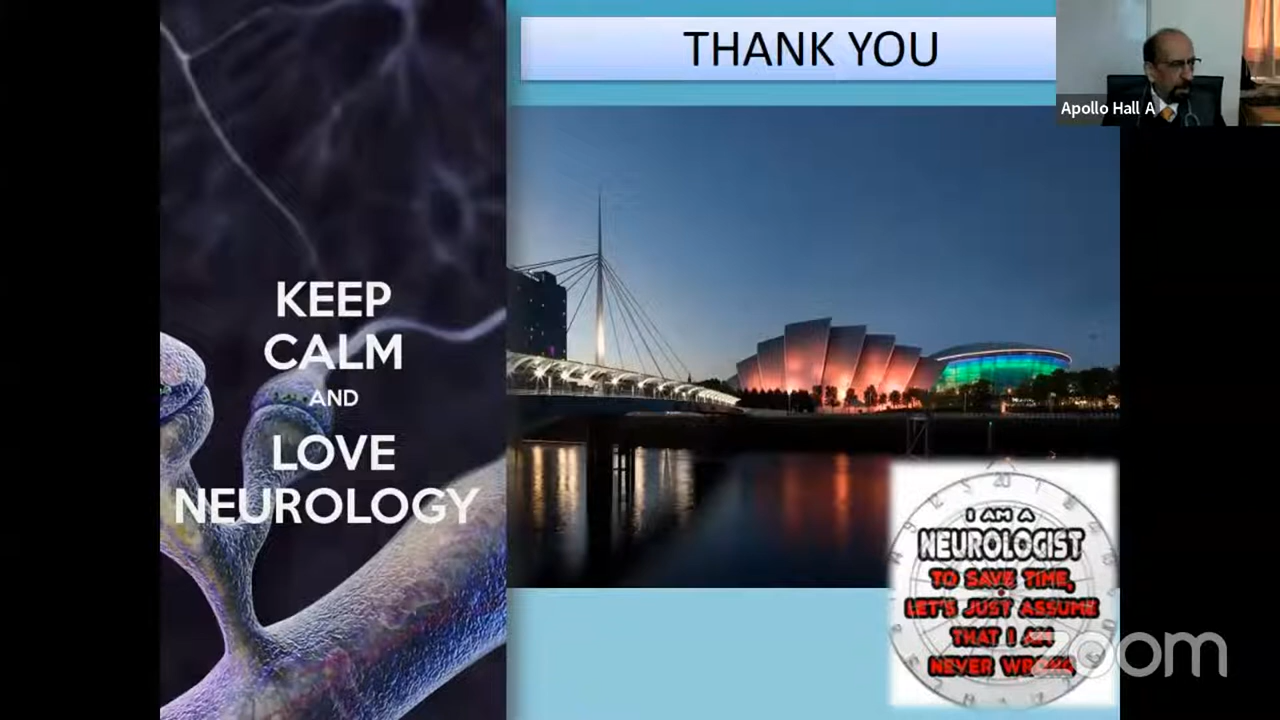 THANK YOU
Apollo Hall A
KEEP
CALM
AND
LOVE
NEUROLOGY
I AM A
NEUROLOGIST
TO SAVE TIME,
LET'S JUST ASSUME
THAT I AM
NEVER WRONG
zoom